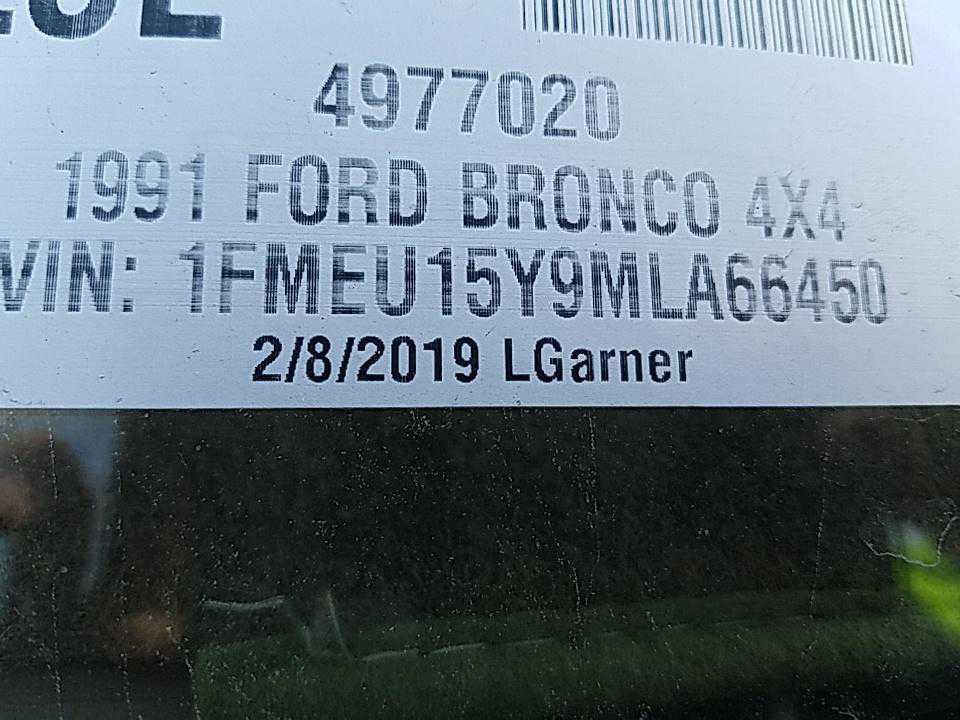 4977020
1991 FORD BRONCO 4X4
VIN: 1FMEU15Y9MLA66450
2/8/2019 LGarner